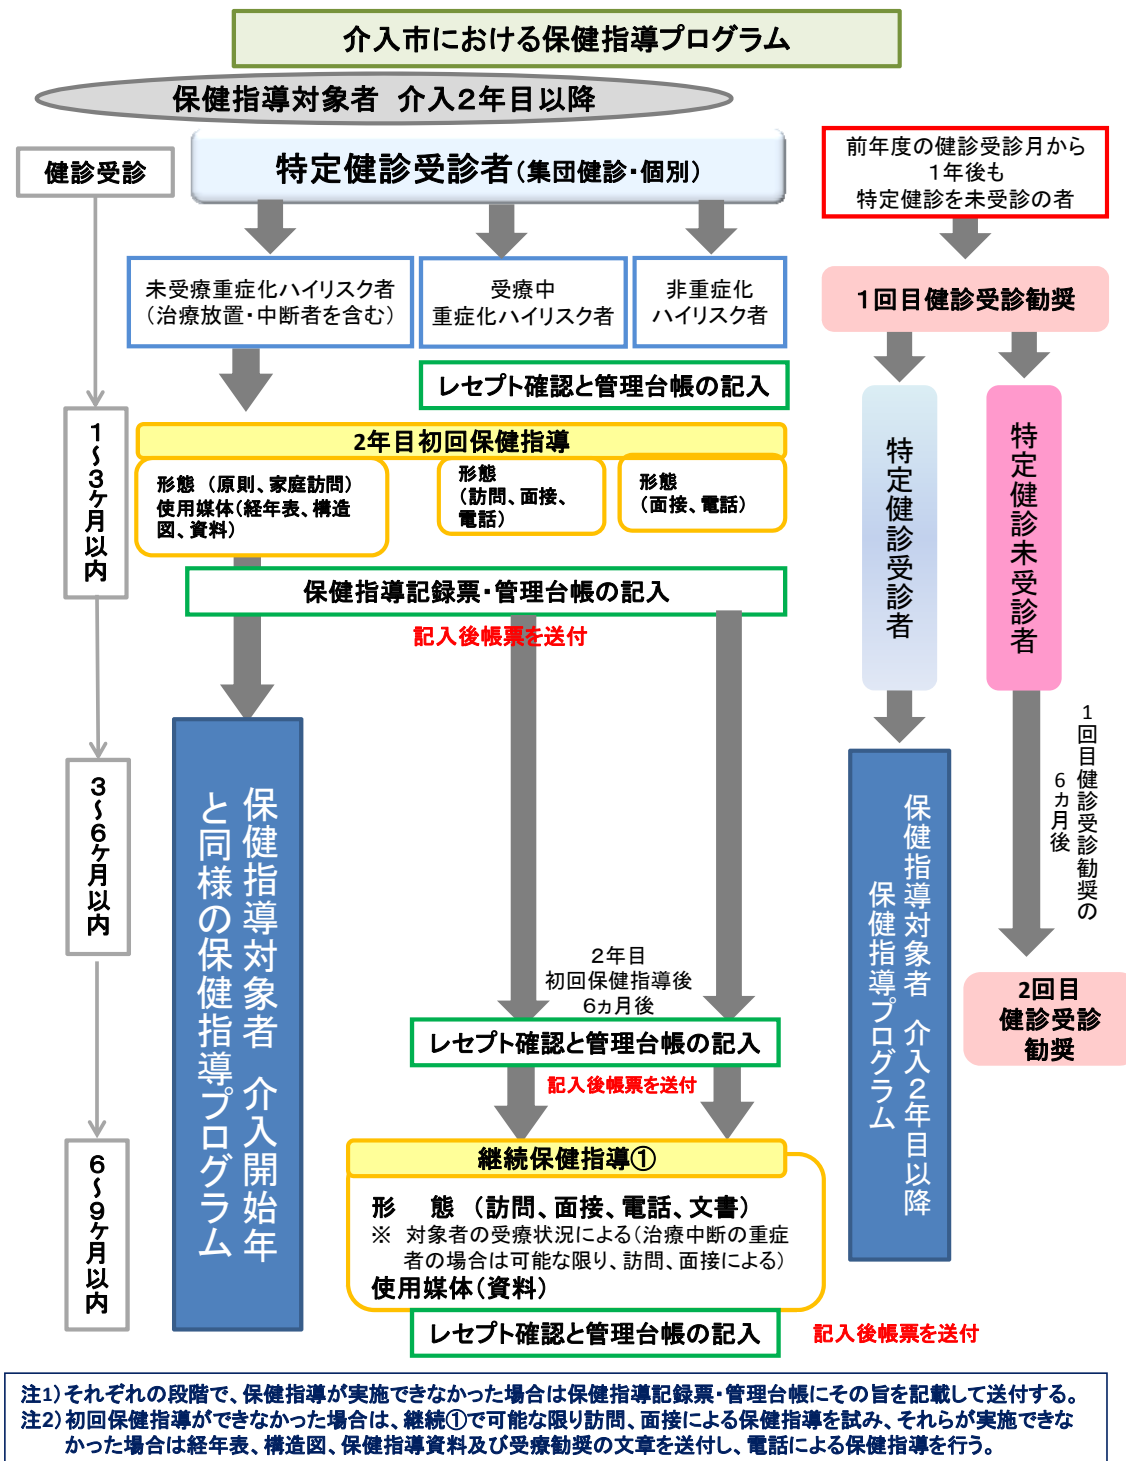 介入市における保健指導プログラム
保健指導対象者 介入２年目以降
健診受診
特定健診受診者（集団健診・個別）
前年度の健診受診月から
１年後も
特定健診を未受診の者
未受療重症化ハイリスク者
（治療放置・中断者を含む）
受療中
重症化ハイリスク者
非重症化
ハイリスク者
1回目健診受診勧奨
レセプト確認と管理台帳の記入
１～３ヶ月以内
2年目初回保健指導
形態 （原則、家庭訪問）
使用媒体（経年表、構造
図、資料）
形態
（訪問、面接、
電話）
形態
（面接、電話）
特定健診受診者
特定健診未受診者
保健指導記録票・管理台帳の記入
記入後帳票を送付
３～６ヶ月以内
保健指導対象者 介入開始年
と同様の保健指導プログラム
保健指導対象者 介入２年目以降
保健指導プログラム
1回目健診受診勧奨の
6ヵ月後
２年目
初回保健指導後
6ヵ月後
2回目
健診受診
勧奨
レセプト確認と管理台帳の記入
記入後帳票を送付
６～９ヶ月以内
継続保健指導①
形　態 （訪問、面接、電話、文書）
※ 対象者の受療状況による（治療中断の重症
者の場合は可能な限り、訪問、面接による）
使用媒体（資料）
レセプト確認と管理台帳の記入
記入後帳票を送付
注1）それぞれの段階で、保健指導が実施できなかった場合は保健指導記録票・管理台帳にその旨を記載して送付する。
注2）初回保健指導ができなかった場合は、継続①で可能な限り訪問、面接による保健指導を試み、それらが実施できな
かった場合は経年表、構造図、保健指導資料及び受療勧奨の文章を送付し、電話による保健指導を行う。